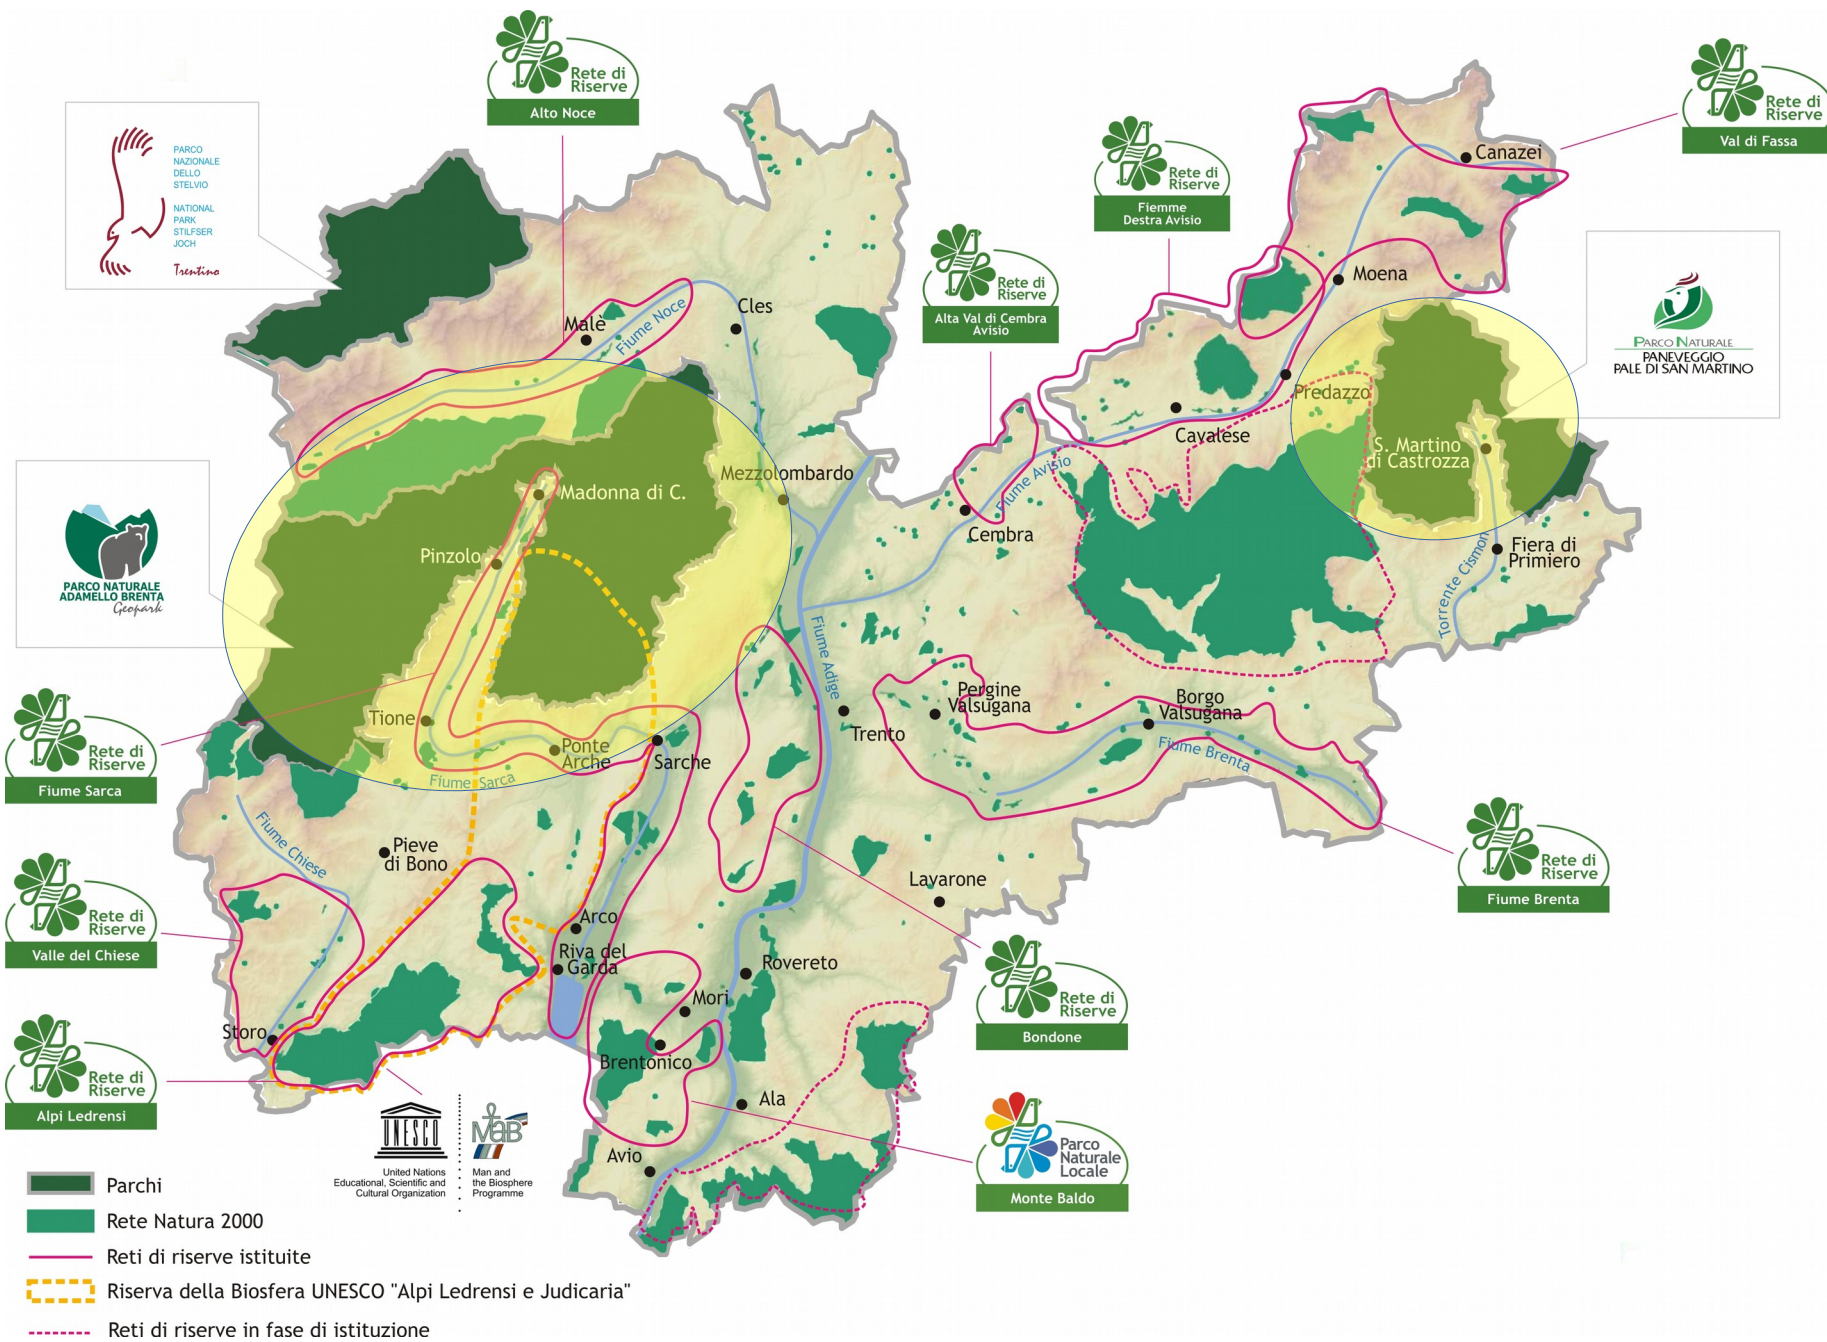 Rete di
Riserve
Alto Noce
Rete di
Riserve
Val di Fassa
PARCO
NAZIONALE
DELLO
STELVIO
NATIONAL
PARK
STILFSER
JOCH
Trentino
Rete di
Riserve
Fiemme
Destra Avisio
Canazei
Rete di
Riserve
Alta Val di Cembra
Avisio
Moena
PARCO NATURALE
PANEVEGGIO
PALE DI SAN MARTINO
Cles
Malè
Fiume Noce
Predazzo
Cavalese
S. Martino
di Castrozza
Mezzolombardo
Fiume Avisio
Madonna di C.
Cembra
Pinzolo
Fiera di
Primiero
Torrente Cismon
PARCO NATURALE
ADAMELLO BRENTA
Geopark
Fiume Adige
Pergine
Valsugana
Borgo
Valsugana
Tione
Trento
Ponte
Arche
Sarche
Fiume Brenta
Fiume Sarca
Rete di
Riserve
Fiume Sarca
Fiume Chiese
Pieve
di Bono
Rete di
Riserve
Fiume Brenta
Lavarone
Rete di
Riserve
Valle del Chiese
Arco
Riva del
Garda
Rovereto
Mori
Rete di
Riserve
Bondone
Storo
Brentonico
Rete di
Riserve
Alpi Ledrensi
Ala
UNESCO
MaB
United Nations
Educational, Scientific and
Cultural Organization
Man and
the Biosphere
Programme
Avio
Parco
Naturale
Locale
Monte Baldo
Parchi
Rete Natura 2000
Reti di riserve istituite
Riserva della Biosfera UNESCO "Alpi Ledrensi e Judicaria"
Reti di riserve in fase di istituzione